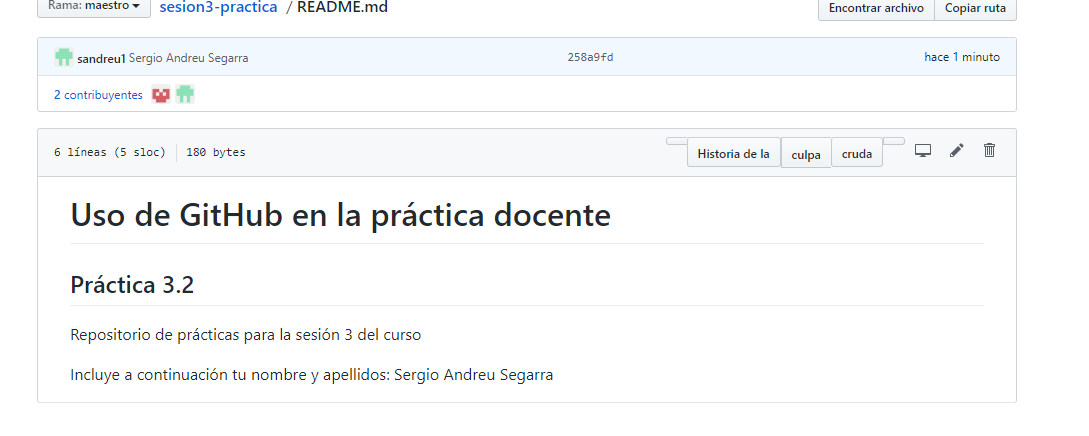 Rama: maestro sesion3-practica / README.md Encontrar archivo Copiar ruta
sandreu1 Sergio Andreu Segarra 258a9fd hace 1 minuto
2 contribuyentes
6 líneas (5 sloc) 180 bytes Historia de la culpa cruda
Uso de GitHub en la práctica docente
Práctica 3.2
Repositorio de prácticas para la sesión 3 del curso
Incluye a continuación tu nombre y apellidos: Sergio Andreu Segarra